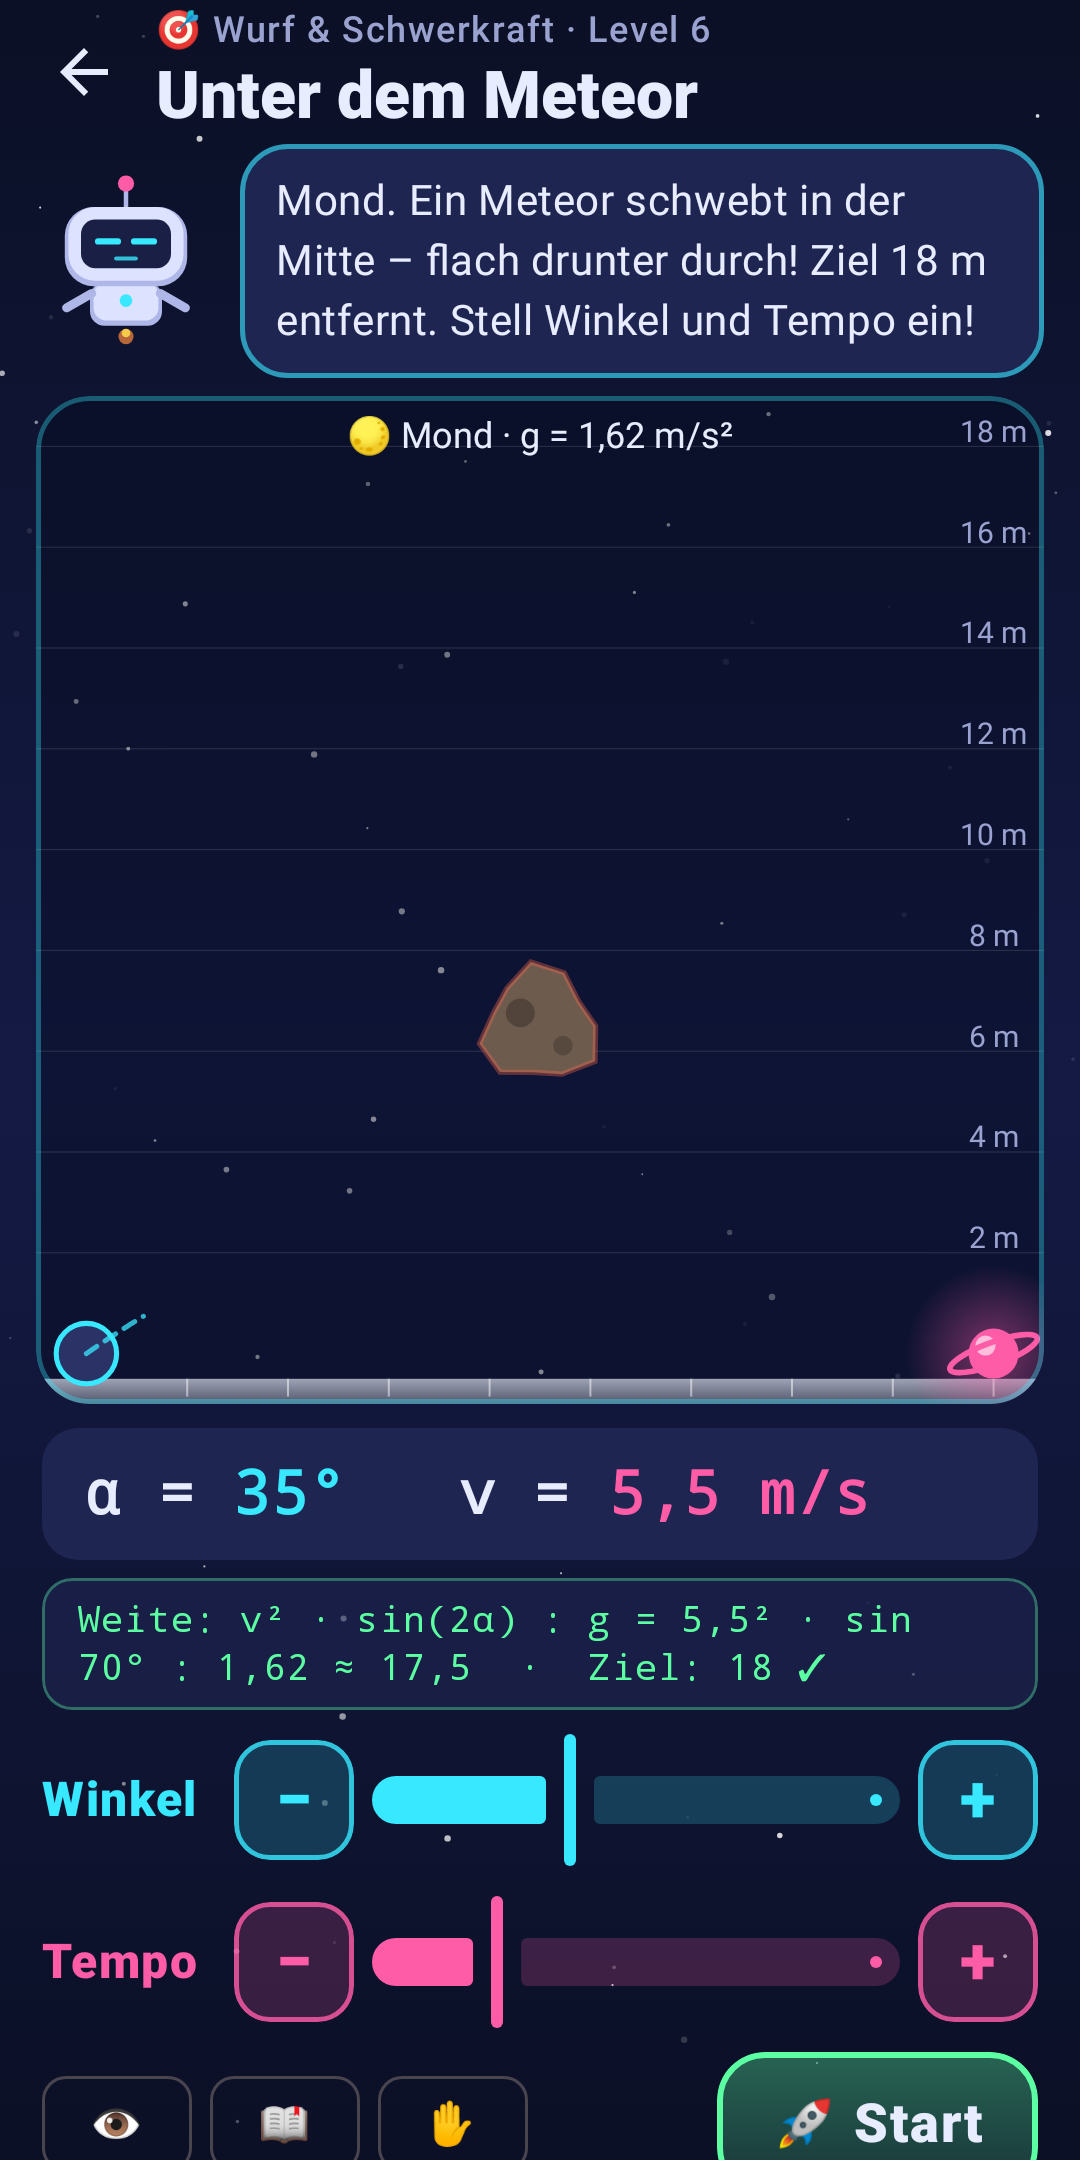 🎯 Wurf & Schwerkraft · Level 6
Unter dem Meteor
Mond. Ein Meteor schwebt in der
Mitte – flach drunter durch! Ziel 18 m
entfernt. Stell Winkel und Tempo ein!
Mond · g = 1,62 m/s²
18 m
16 m
14 m
12 m
10 m
8 m
6 m
4 m
2 m
α = 35° v = 5,5 m/s
Weite: v² · sin(2α) : g = 5,5² · sin
70° : 1,62 ≈ 17,5 · Ziel: 18 ✓
Winkel − +
Tempo − +
🚀 Start